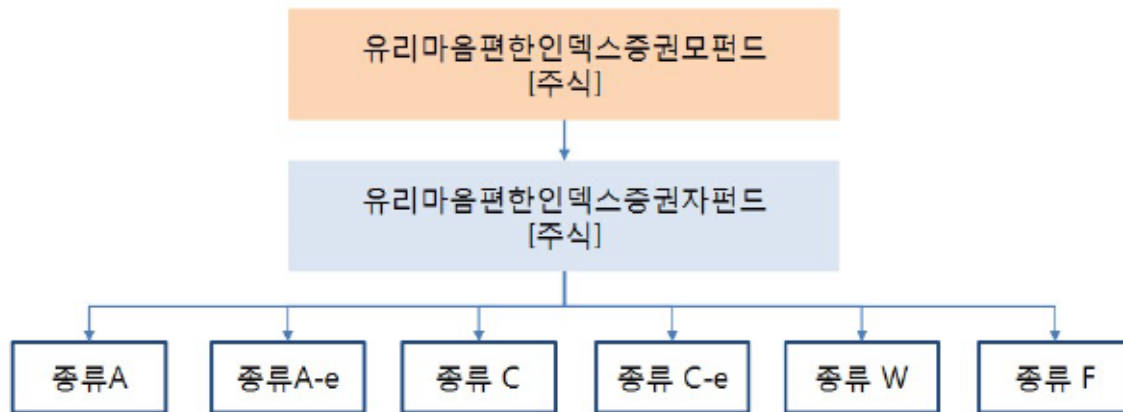 유리마음편한인덱스증권모펀드
[주식]
유리마음편한인덱스증권자펀드
[주식]
종류A
종류A-e
종류 C
종류 C-e
종류 W
종류 F